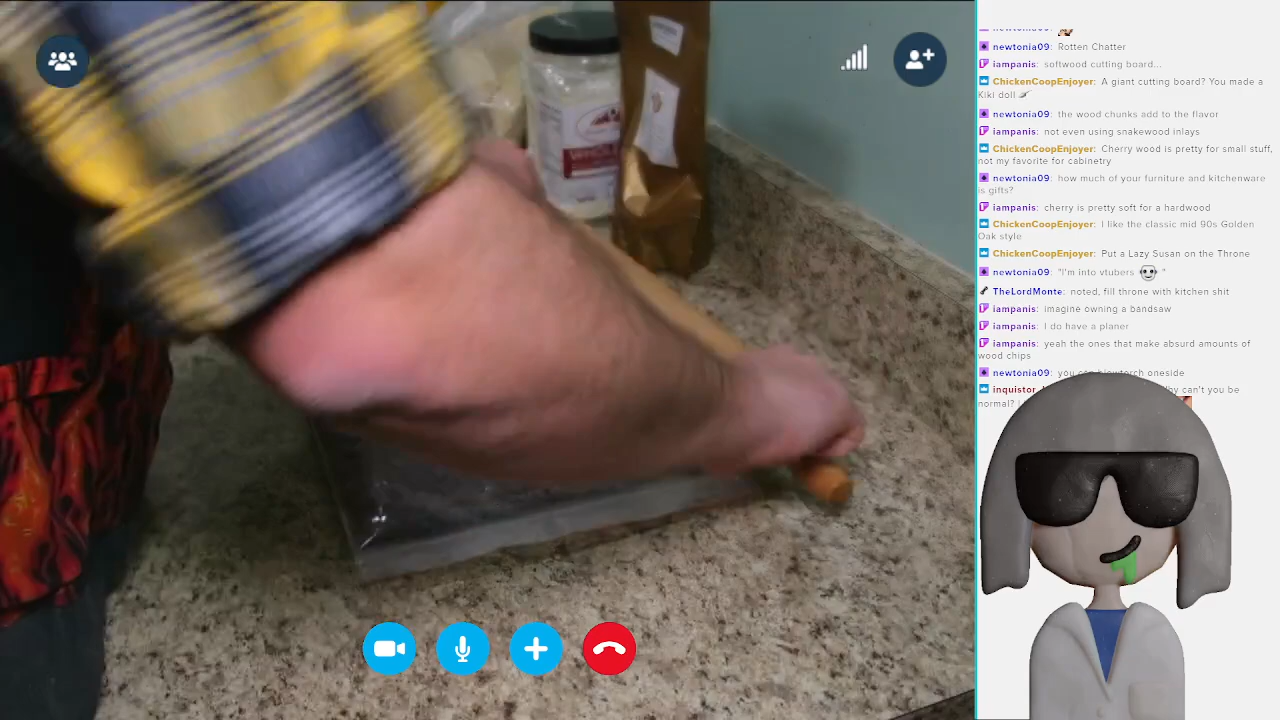 newtonia09:
newtonia09: Rotten Chatter
iampanis: softwood cutting board...
ChickenCoopEnjoyer: A giant cutting board? You made a
Kiki doll
newtonia09: the wood chunks add to the flavor
iampanis: not even using snakewood inlays
ChickenCoopEnjoyer: Cherry wood is pretty for small stuff,
not my favorite for cabinetry
newtonia09: how much of your furniture and kitchenware
is gifts?
iampanis: cherry is pretty soft for a hardwood
ChickenCoopEnjoyer: I like the classic mid 90s Golden
Oak style
ChickenCoopEnjoyer: Put a Lazy Susan on the Throne
newtonia09: "I'm into vtubers "
TheLordMonte: noted, fill throne with kitchen shit
iampanis: imagine owning a bandsaw
iampanis: I do have a planer
iampanis: yeah the ones that make absurd amounts of
wood chips
newtonia09: you oneside
inquistor can't you be
normal?